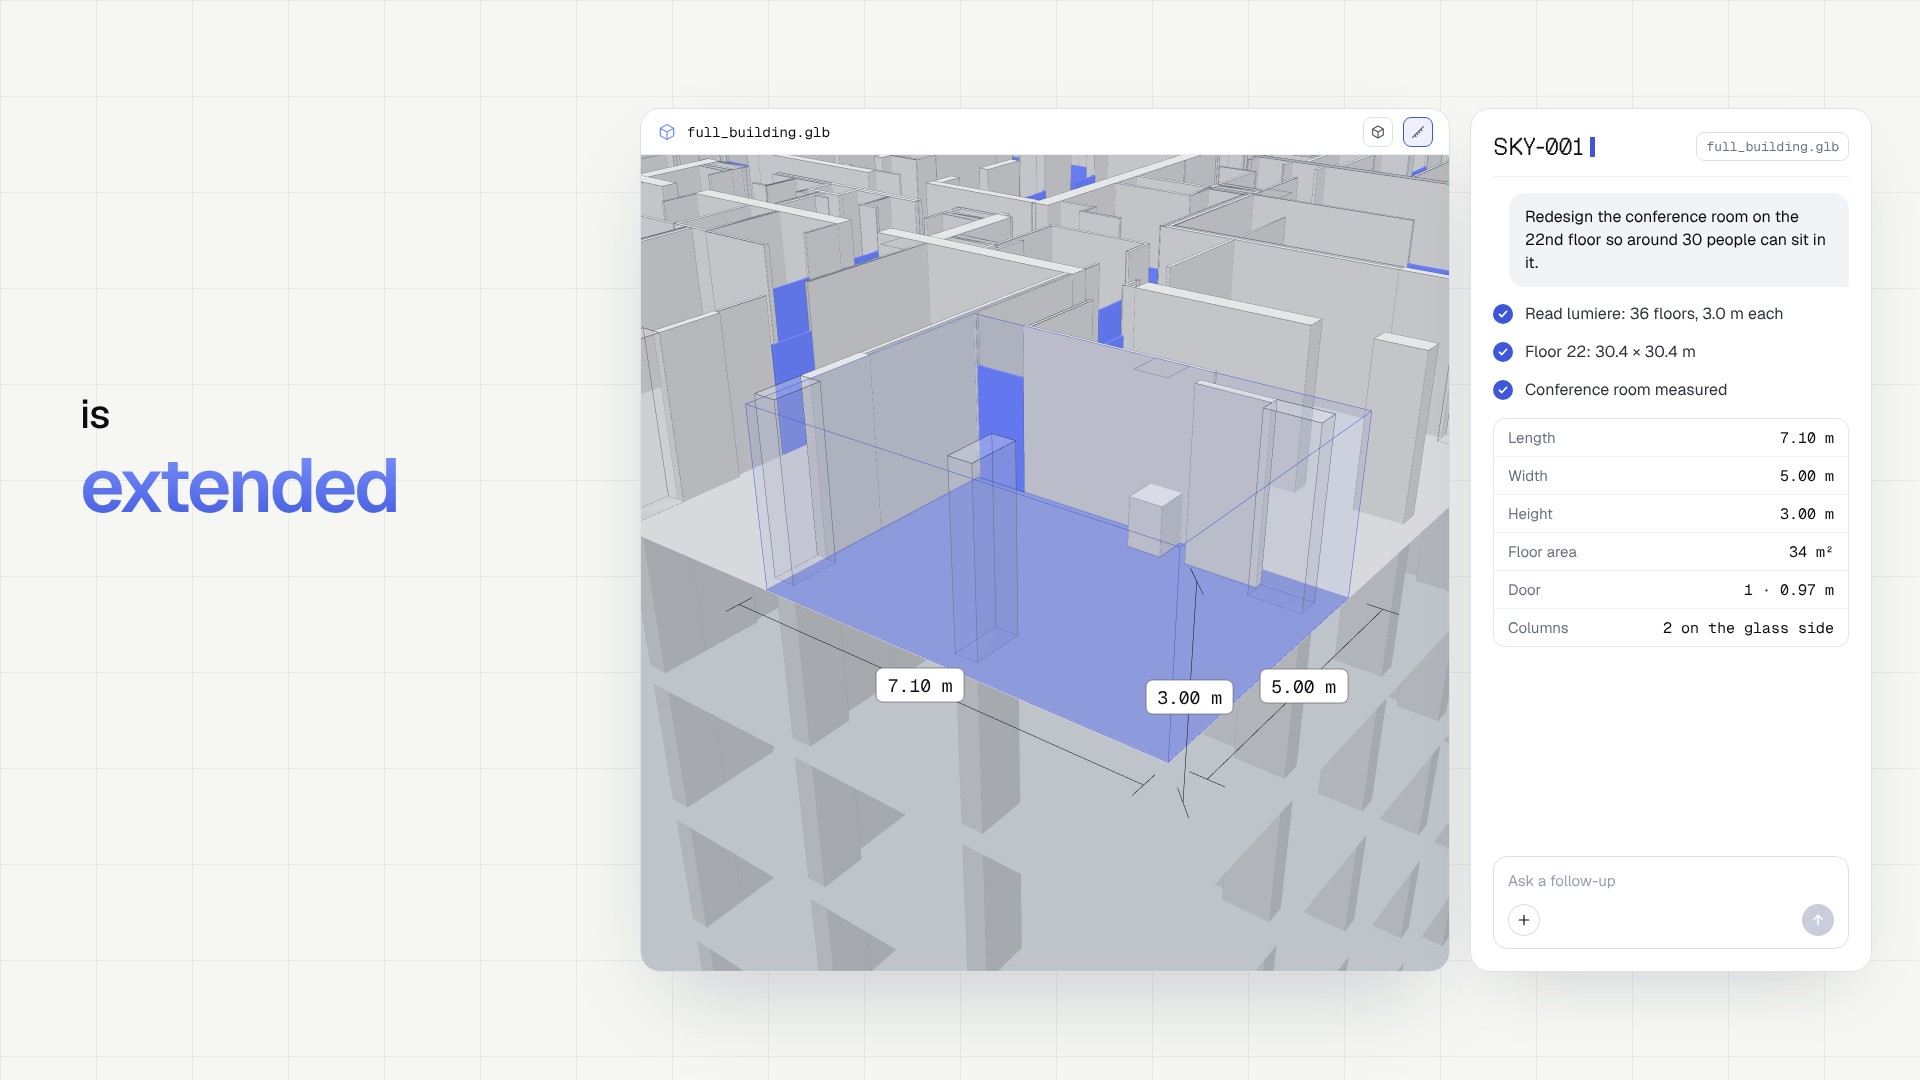 is
extended
full_building.glb
7.10 m
3.00 m
5.00 m
SKY-001
full_building.glb
Redesign the conference room on the
22nd floor so around 30 people can sit in
it.
Read lumiere: 36 floors, 3.0 m each
Floor 22: 30.4 × 30.4 m
Conference room measured
Length 7.10 m
Width 5.00 m
Height 3.00 m
Floor area 34 m²
Door 1 · 0.97 m
Columns 2 on the glass side
Ask a follow-up